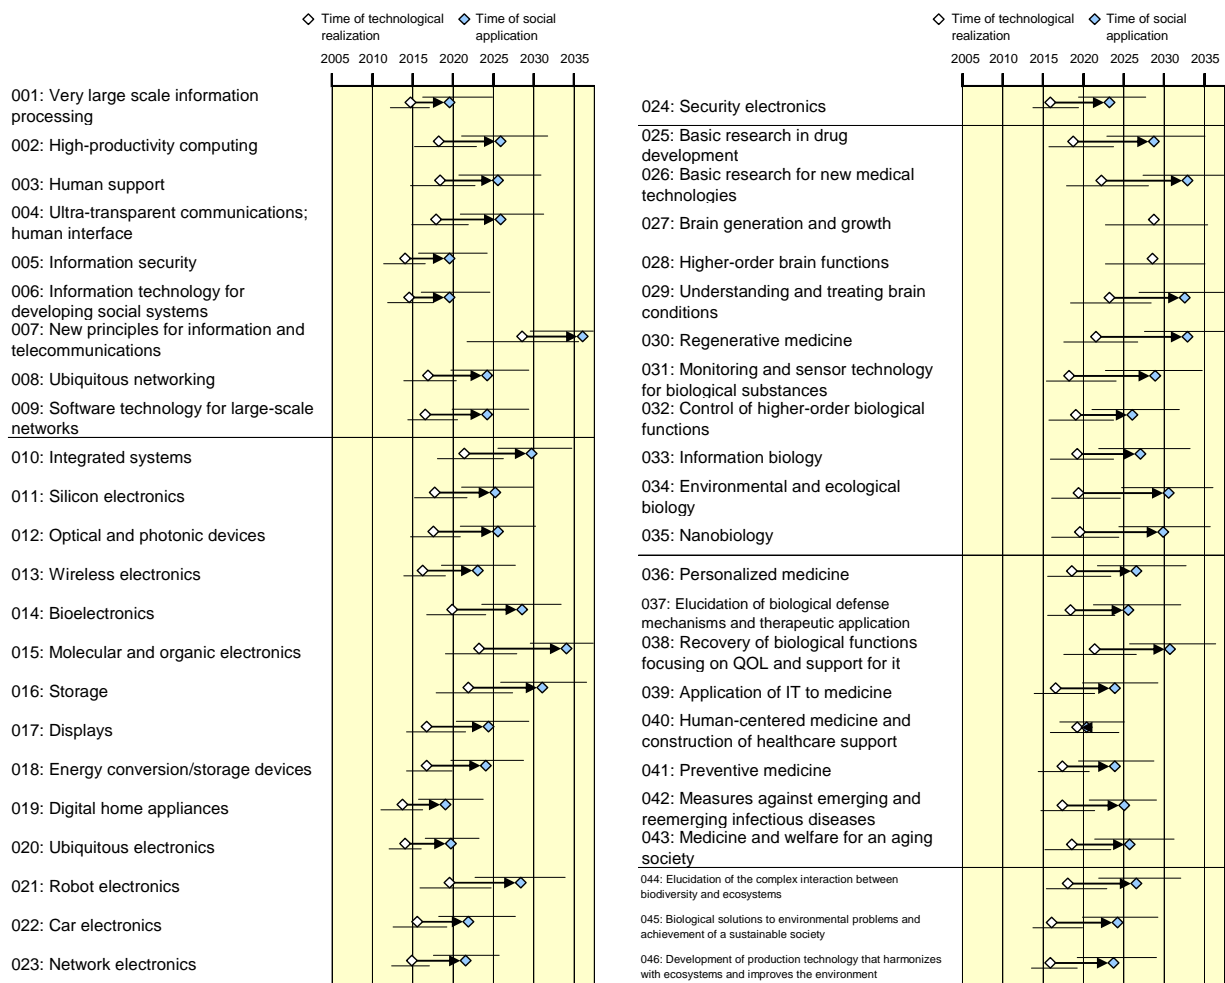 Time of technological realization
Time of social application
2005 2010 2015 2020 2025 2030 2035
001: Very large scale information
processing
002: High-productivity computing
003: Human support
004: Ultra-transparent communications;
human interface
005: Information security
006: Information technology for
developing social systems
007: New principles for information and
telecommunications
008: Ubiquitous networking
009: Software technology for large-scale
networks
010: Integrated systems
011: Silicon electronics
012: Optical and photonic devices
013: Wireless electronics
014: Bioelectronics
015: Molecular and organic electronics
016: Storage
017: Displays
018: Energy conversion/storage devices
019: Digital home appliances
020: Ubiquitous electronics
021: Robot electronics
022: Car electronics
023: Network electronics
Time of technological realization
Time of social application
2005 2010 2015 2020 2025 2030 2035
024: Security electronics
025: Basic research in drug
development
026: Basic research for new medical
technologies
027: Brain generation and growth
028: Higher-order brain functions
029: Understanding and treating brain
conditions
030: Regenerative medicine
031: Monitoring and sensor technology
for biological substances
032: Control of higher-order biological
functions
033: Information biology
034: Environmental and ecological
biology
035: Nanobiology
036: Personalized medicine
037: Elucidation of biological defense
mechanisms and therapeutic application
038: Recovery of biological functions
focusing on QOL and support for it
039: Application of IT to medicine
040: Human-centered medicine and
construction of healthcare support
041: Preventive medicine
042: Measures against emerging and
reemerging infectious diseases
043: Medicine and welfare for an aging
society
044: Elucidation of the complex interaction between
biodiversity and ecosystems
045: Biological solutions to environmental problems and
achievement of a sustainable society
046: Development of production technology that harmonizes
with ecosystems and improves the environment